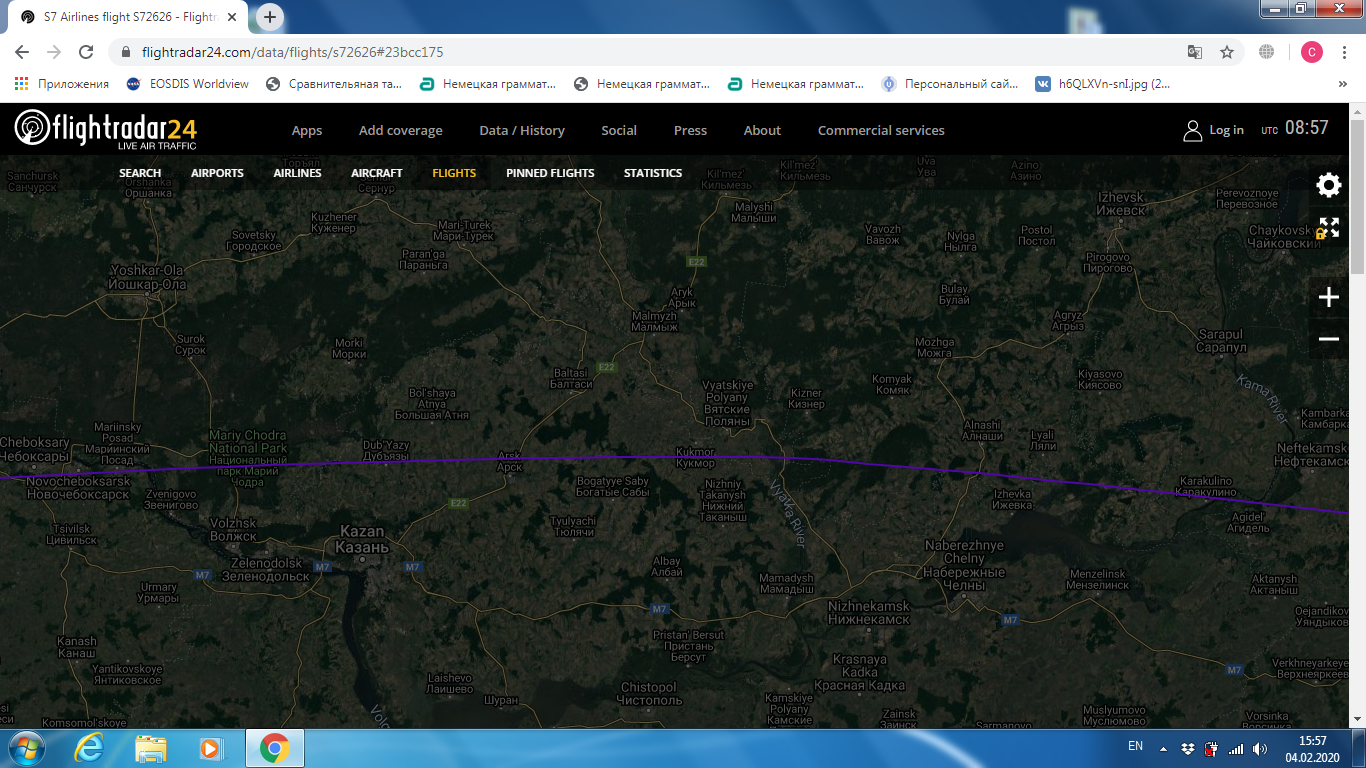 S7 Airlines flight S72626 - Flightr
flightradar24.com/data/flights/s72626#23bcc175
C
Приложения
EOSDIS Worldview
Сравнительная та...
Немецкая граммат...
Немецкая граммат...
Немецкая граммат...
Персональный сай...
h6QLXVn-snI.jpg (2...
flightradar24
LIVE AIR TRAFFIC
Apps
Add coverage
Data / History
Social
Press
About
Commercial services
Log in
UTC 08:57
SEARCH
AIRPORTS
AIRLINES
AIRCRAFT
FLIGHTS
PINNED FLIGHTS
STATISTICS
Sanchursk
Санчурск
Orshanka
Оршанка
Торъял
Сернур
Kil'mez'
Кильмезь
Kil'mez'
Кильмезь
Uva
Ува
Azino
Азино
Izhevsk
Ижевск
Perevoznoye
Перевозное
Kuzhener
Куженер
Mari-Turek
Мари-Турек
Malyshi
Малыши
Sovetsky
Городское
Paran'ga
Параньга
Vavozh
Вавож
Nylga
Нылга
Postol
Постол
Chaykovsky
Чайковский
Pirogovo
Пирогово
E22
Yoshkar-Ola
Йошкар-Ола
Aryk
Арык
Bulay
Булай
Malmyzh
Малмыж
Agryz
Агрыз
Surok
Сурок
Morki
Морки
Mozhga
Можга
Sarapul
Сарапул
E22
Baltasi
Балтаси
Vyatskiye
Polyany
Вятские
Поляны
Kizner
Кизнер
Komyak
Комяк
Kiyasovo
Киясово
Kama River
Bol'shaya
Atnya
Большая Атня
Mariinsky
Posad
Мариинский
Посад
Cheboksary
Чебоксары
Mariy Chodra
National Park
Национальный
парк Марий
Чодра
Dub'Yazy
Дубъязы
Arsk
Арск
Kukmor
Кукмор
Alnashi
Алнаши
Lyali
Ляли
Kambarka
Камбарка
Neftekamsk
Нефтекамск
Novocheboksarsk
Новочебоксарск
Zvenigovo
Звенигово
Bogatyye Saby
Богатые Сабы
Nizhniy
Takanysh
Нижний
Таканыш
Vyatka River
Izhevka
Ижевка
Karakulino
Каракулино
Agidel'
Агидель
E22
Tsivilsk
Цивильск
Volzhsk
Волжск
Kazan
Казань
Tyulyachi
Тюлячи
Zelenodolsk
Зеленодольск
M7
M7
M7
Albay
Албай
Naberezhnye
Chelny
Набережные
Челны
Urmary
Урмары
Mamadysh
Мамадыш
Menzelinsk
Мензелинск
Aktanysh
Актаныш
M7
Nizhnekamsk
Нижнекамск
M7
Kanash
Канаш
Pristan' Bersut
Пристань
Берсут
Yantikovskoye
Янтиковское
Laishevo
Лаишево
Шуран
Chistopol
Чистополь
Krasnaya
Kadka
Красная Кадка
M7
Kamskiye
Polyany
Камские
Zainsk
Заинск
Sarmanovo
Muslyumovo
Муслюмово
Vorsinka
Ворсинка
Komsomol'skoye
EN
15:57
04.02.2020